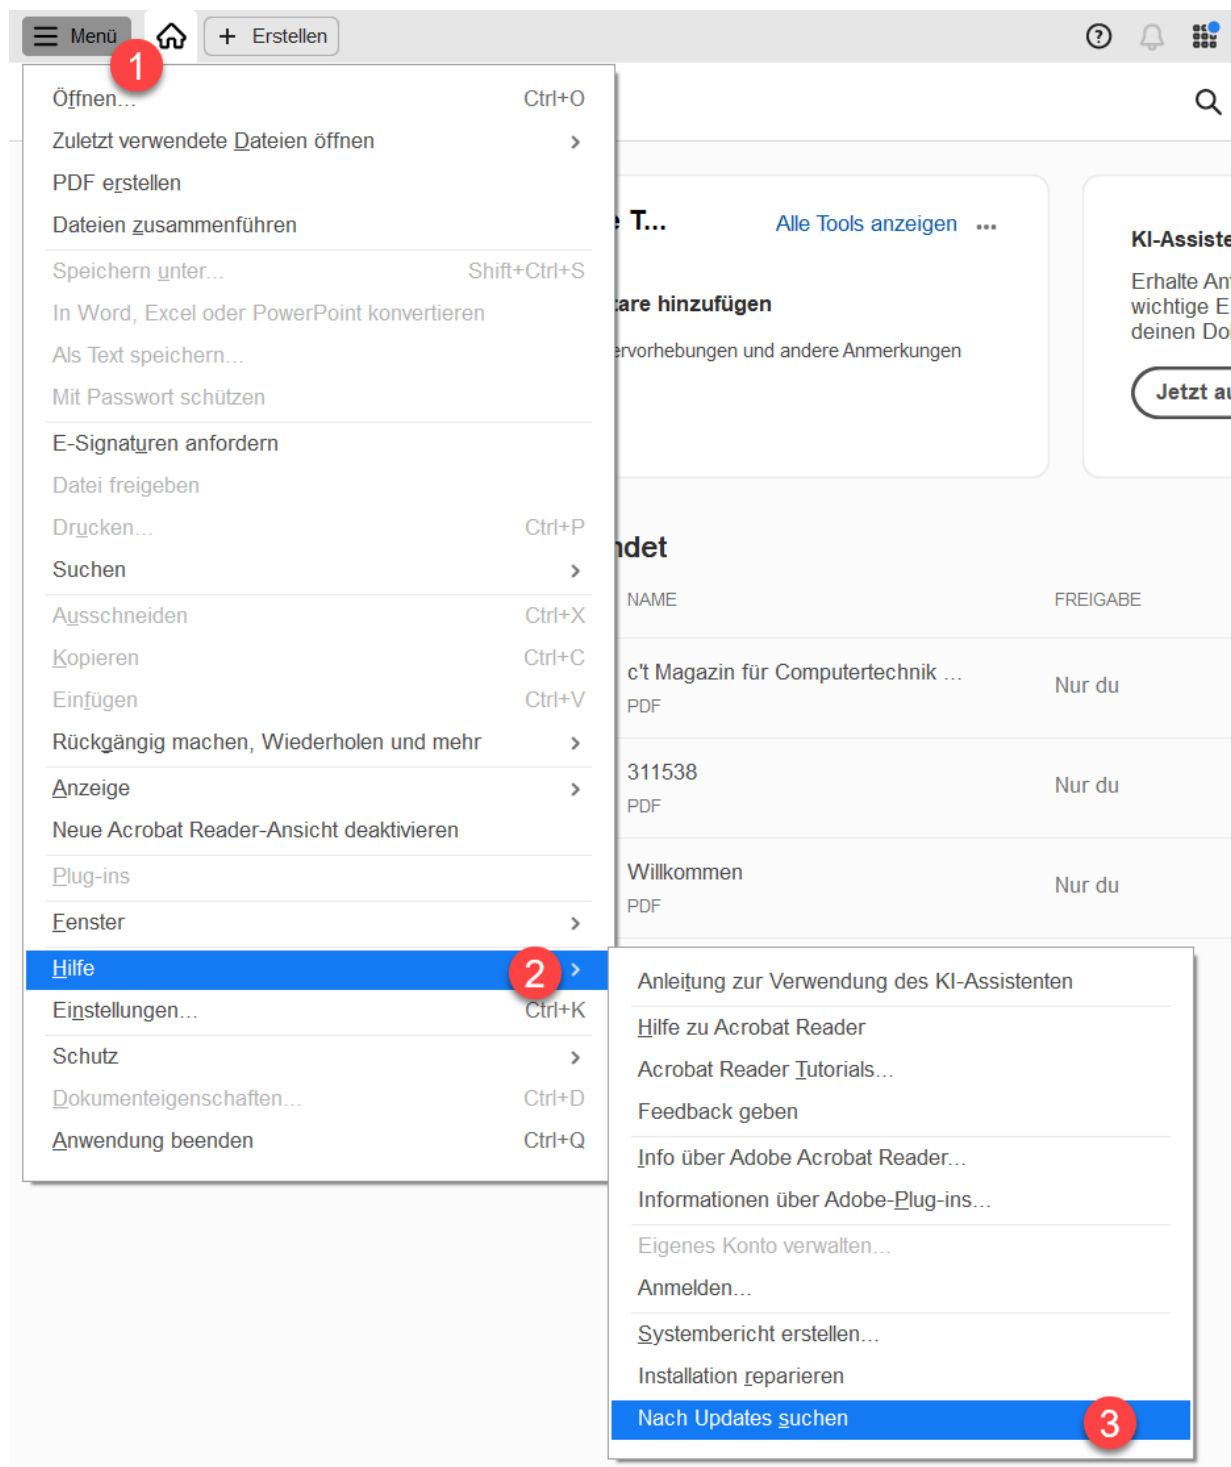 Menü
+ Erstellen
1
Öffnen... Ctrl+O
Zuletzt verwendete Dateien öffnen
PDF erstellen
Dateien zusammenführen
Speichern unter... Shift+Ctrl+S
In Word, Excel oder PowerPoint konvertieren
Als Text speichern...
Mit Passwort schützen
E-Signaturen anfordern
Datei freigeben
Drucken... Ctrl+P
Suchen
Ausschneiden Ctrl+X
Kopieren Ctrl+C
Einfügen Ctrl+V
Rückgängig machen, Wiederholen und mehr
Anzeige
Neue Acrobat Reader-Ansicht deaktivieren
Plug-ins
Fenster
Hilfe 2
Einstellungen... Ctrl+K
Schutz
Dokumenteigenschaften... Ctrl+D
Anwendung beenden Ctrl+Q
T... Alle Tools anzeigen ...
tare hinzufügen
ervorhebungen und andere Anmerkungen
KI-Assiste
Erhalte An
wichtige E
deinen Do
Jetzt au
ndet
NAME FREIGABE
c't Magazin für Computertechnik ...
PDF
Nur du
311538
PDF
Nur du
Willkommen
PDF
Nur du
Anleitung zur Verwendung des KI-Assistenten
Hilfe zu Acrobat Reader
Acrobat Reader Tutorials...
Feedback geben
Info über Adobe Acrobat Reader...
Informationen über Adobe-Plug-ins...
Eigenes Konto verwalten...
Anmelden...
Systembericht erstellen...
Installation reparieren
Nach Updates suchen 3